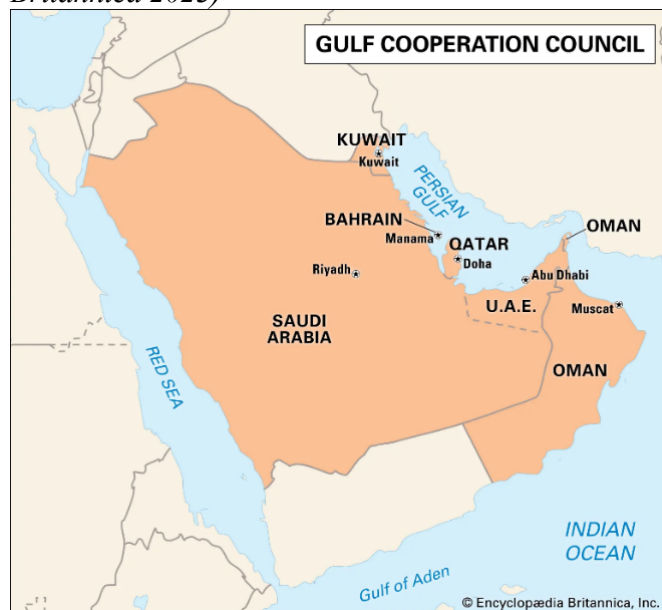 Britannica 2023)
GULF COOPERATION COUNCIL
KUWAIT
Kuwait
PERSIAN
GULF
BAHRAIN
Manama
QATAR
Doha
OMAN
Riyadh
Abu Dhabi
U.A.E.
Muscat
SAUDI
ARABIA
OMAN
RED SEA
INDIAN
OCEAN
Gulf of Aden
© Encyclopædia Britannica, Inc.